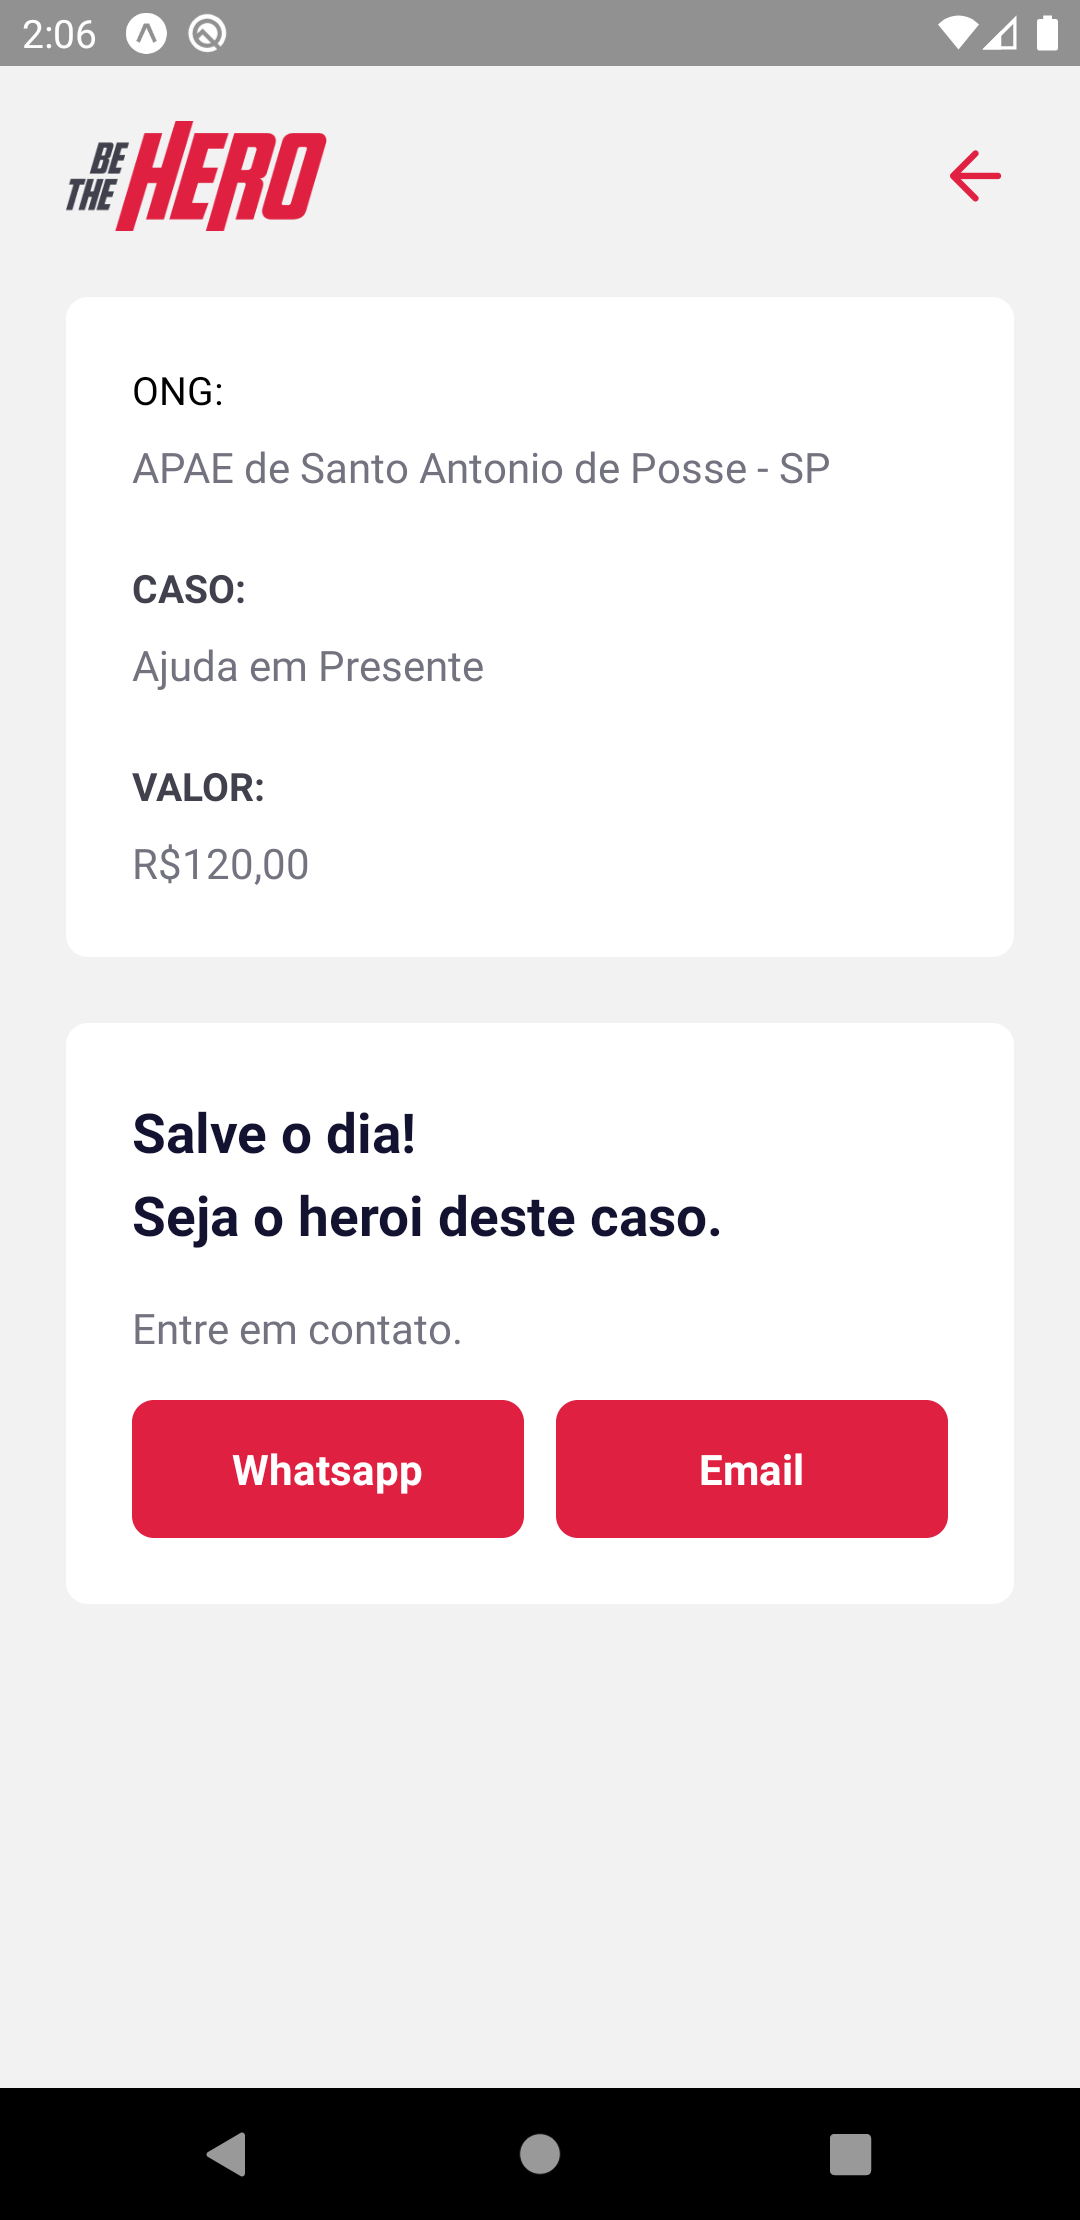 2:06
BE
THE
HERO
ONG:
APAE de Santo Antonio de Posse - SP
CASO:
Ajuda em Presente
VALOR:
R$120,00
Salve o dia!
Seja o heroi deste caso.
Entre em contato.
Whatsapp
Email